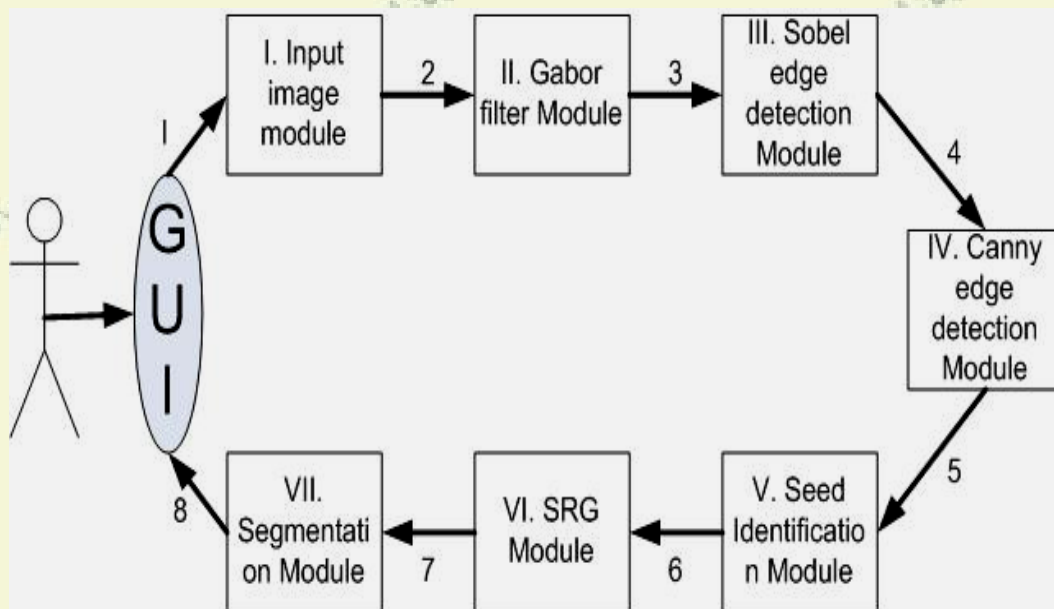 I. Input
image
module
2
II. Gabor
filter Module
3
III. Sobel
edge
detection
Module
I
4
G
U
I
IV. Canny
edge
detection
Module
5
V. Seed
Identificatio
n Module
6
VI. SRG
Module
7
VII.
Segmentati
on Module
8